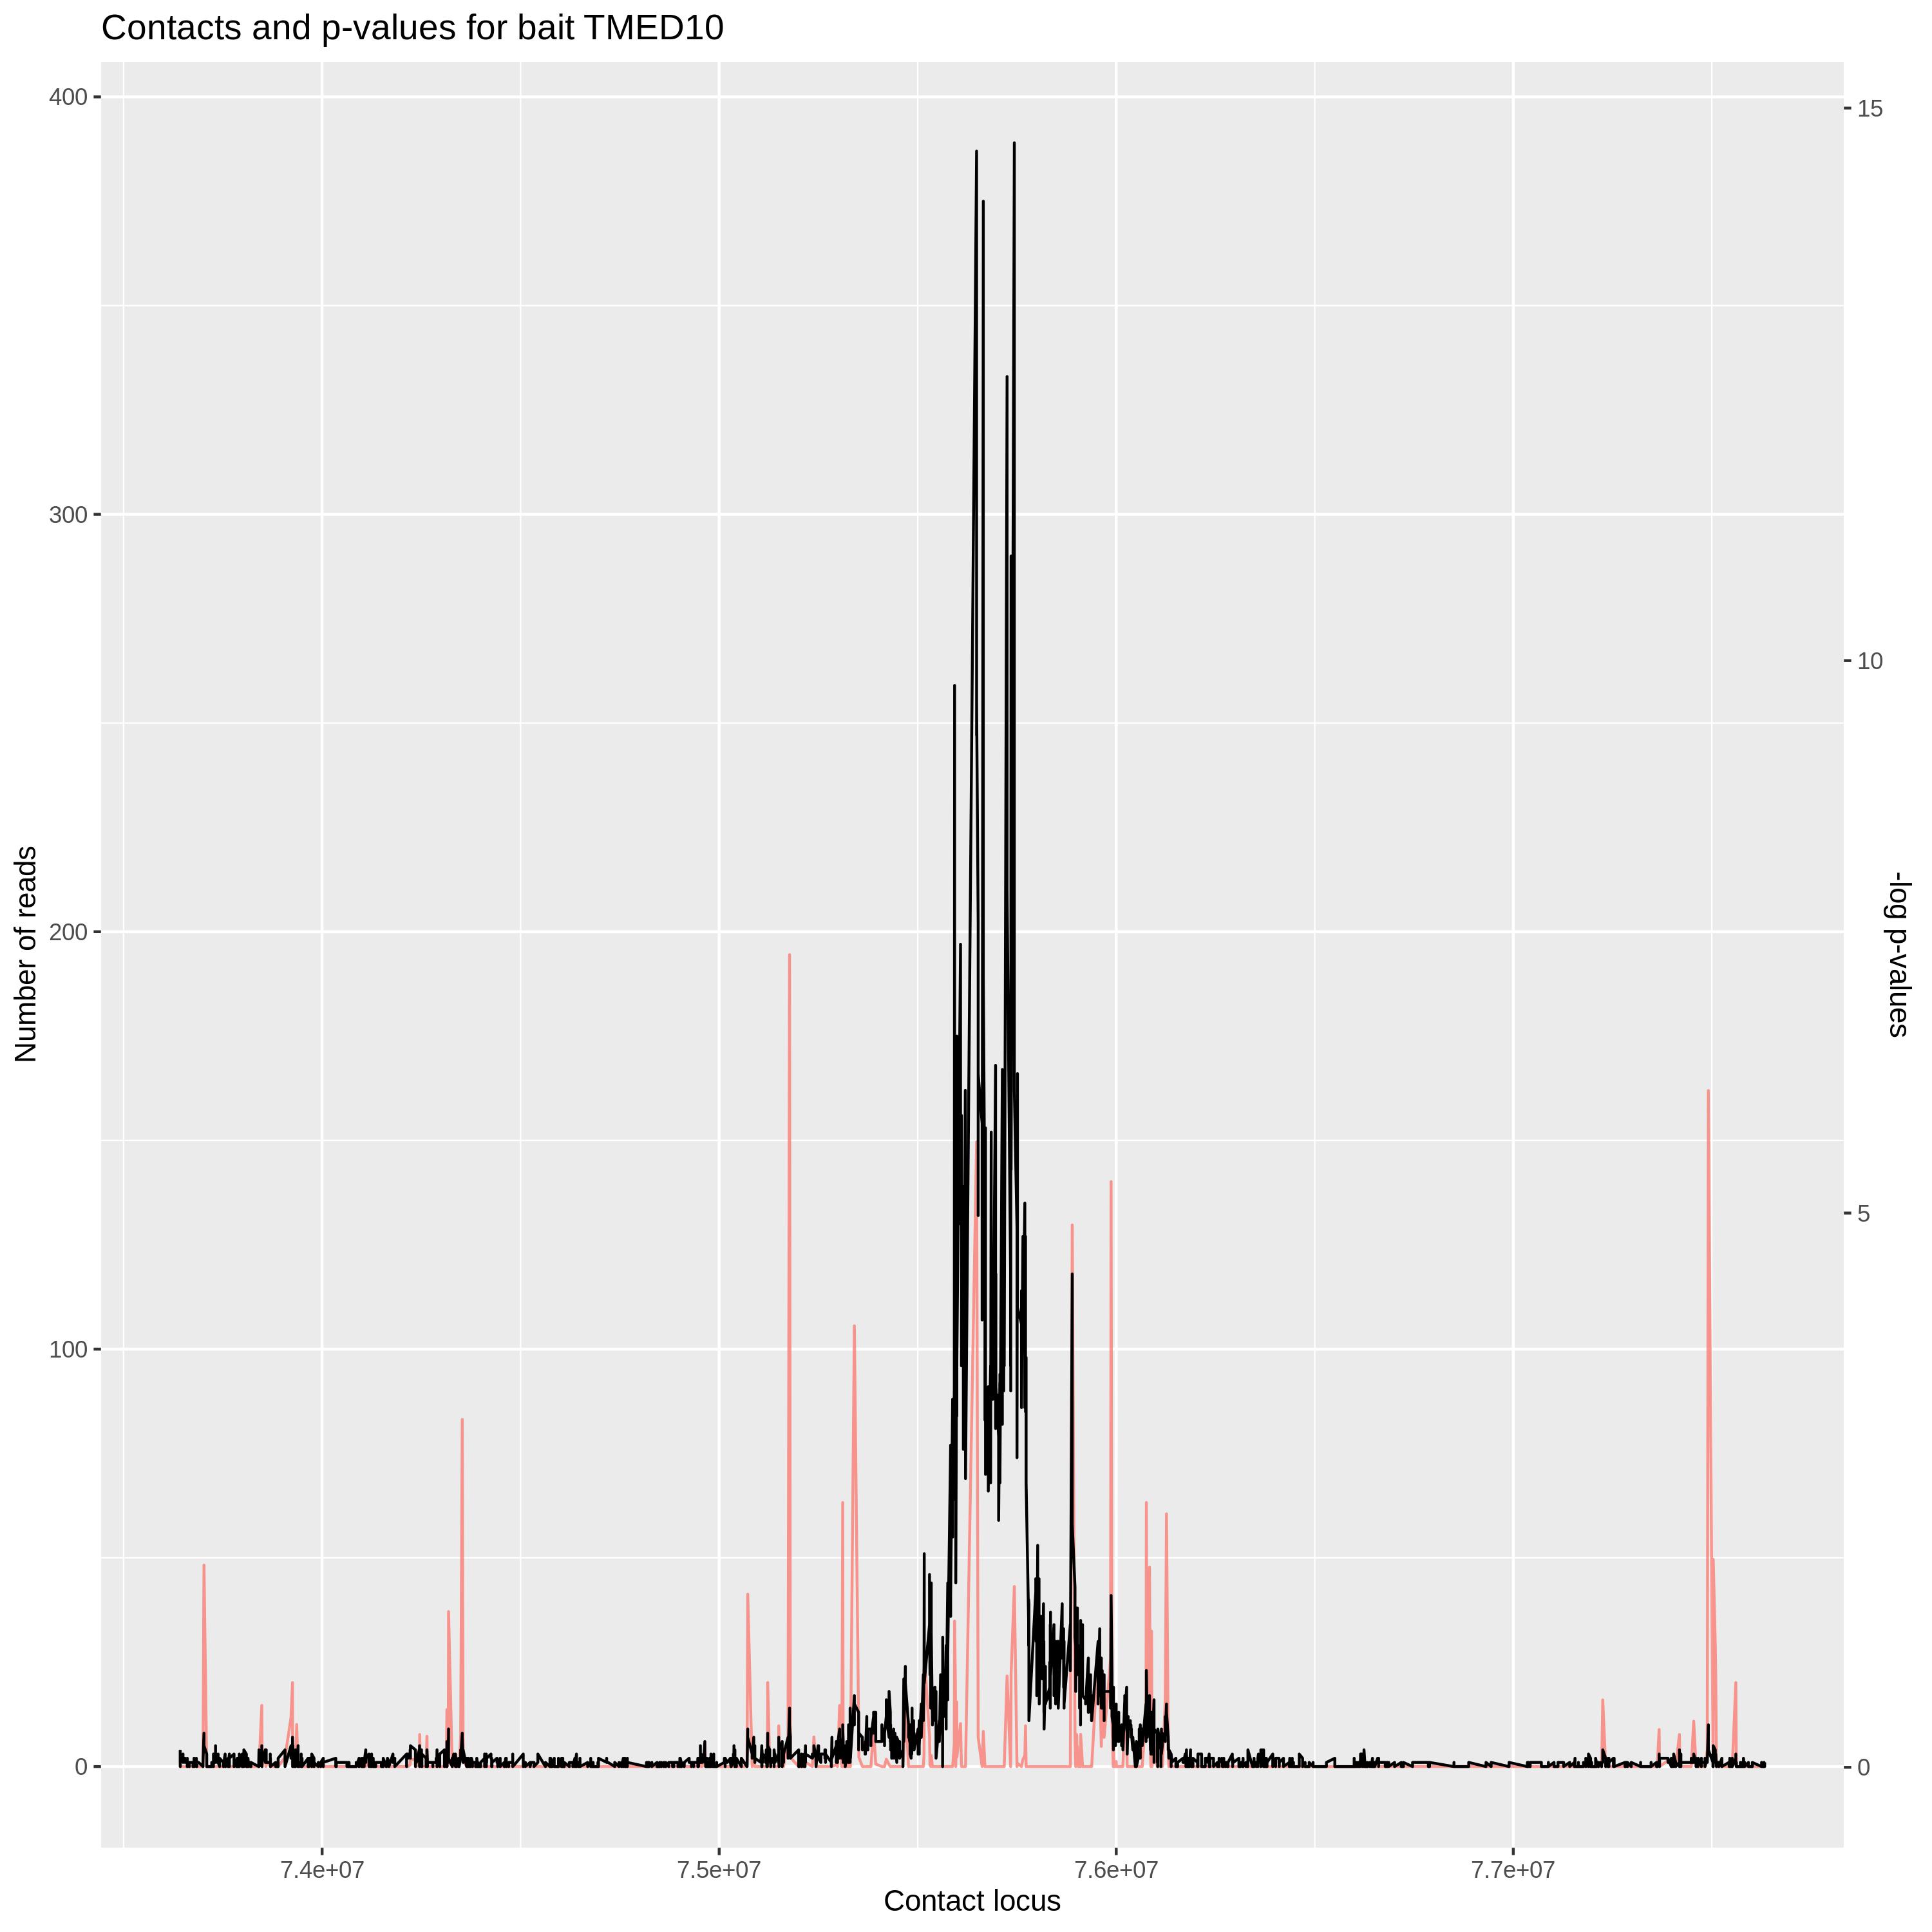 Contacts and p-values for bait TMED10
400
300
200
100
0
15
10
5
0
Number of reads
-log p-values
7.4e+07
7.5e+07
7.6e+07
7.7e+07
Contact locus